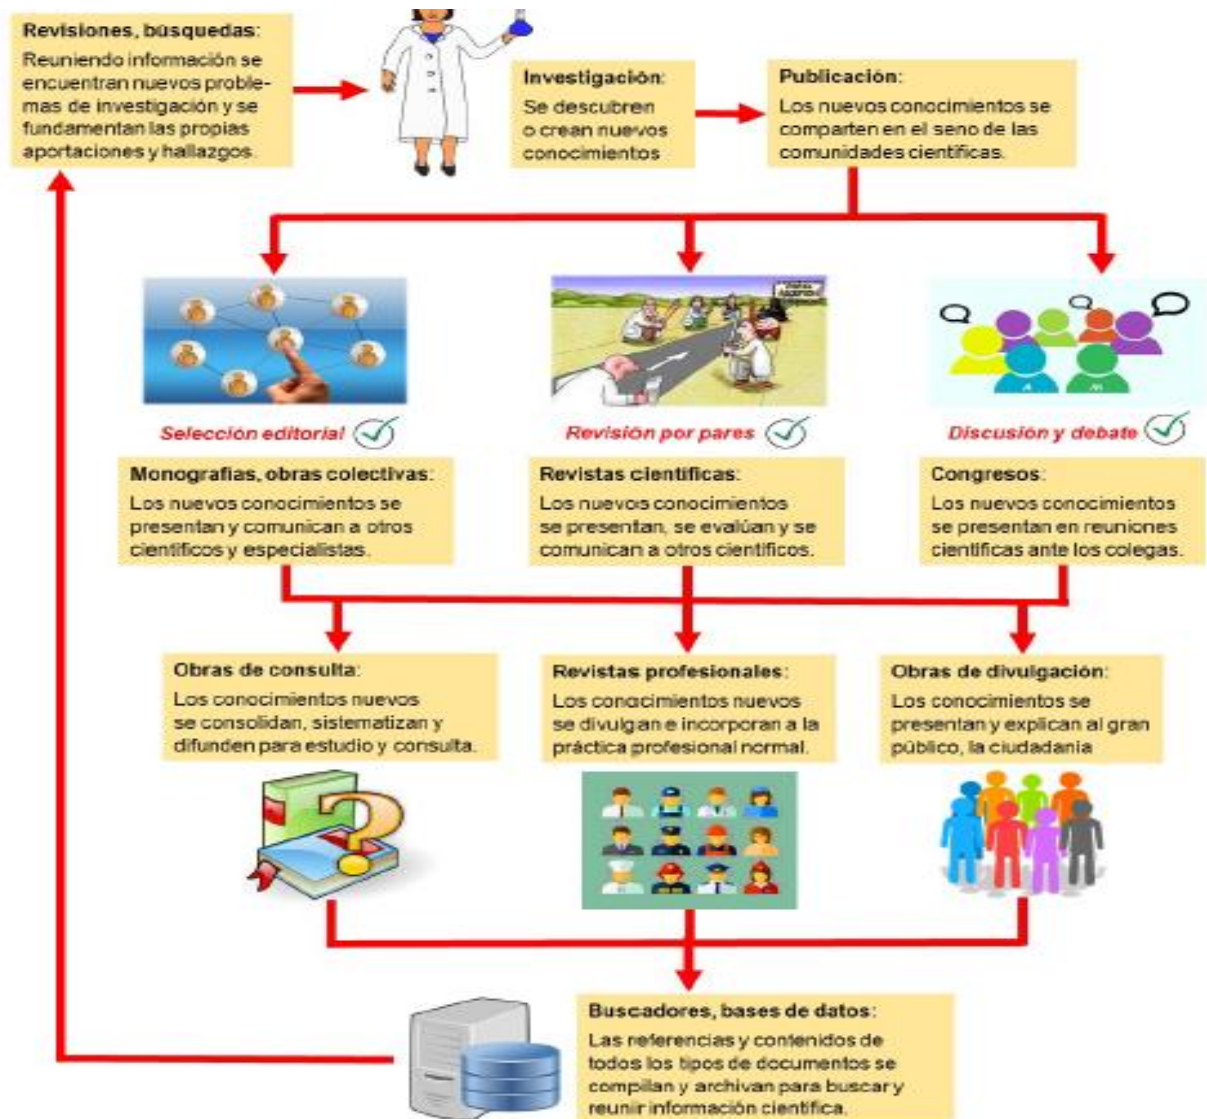 Revisiones, búsquedas:
Reuniendo información se
encuentran nuevos proble-
mas de investigación y se
fundamentan las propias
aportaciones y hallazgos.
Investigación:
Se descubren
o crean nuevos
conocimientos
Publicación:
Los nuevos conocimientos se
comparten en el seno de las
comunidades científicas.
Selección editorial
Revisión por pares
Discusión y debate
Monografías, obras colectivas:
Los nuevos conocimientos se
presentan y comunican a otros
científicos y especialistas.
Revistas científicas:
Los nuevos conocimientos
se presentan, se evalúan y se
comunican a otros científicos.
Congresos:
Los nuevos conocimientos
se presentan en reuniones
científicas ante los colegas.
Obras de consulta:
Los conocimientos nuevos
se consolidan, sistematizan y
difunden para estudio y consulta.
Revistas profesionales:
Los conocimientos nuevos
se divulgan e incorporan a la
práctica profesional normal.
Obras de divulgación:
Los conocimientos se
presentan y explican al gran
público, la ciudadanía
Buscadores, bases de datos:
Las referencias y contenidos de
todos los tipos de documentos se
compilan y archivan para buscar y
reunir información científica.